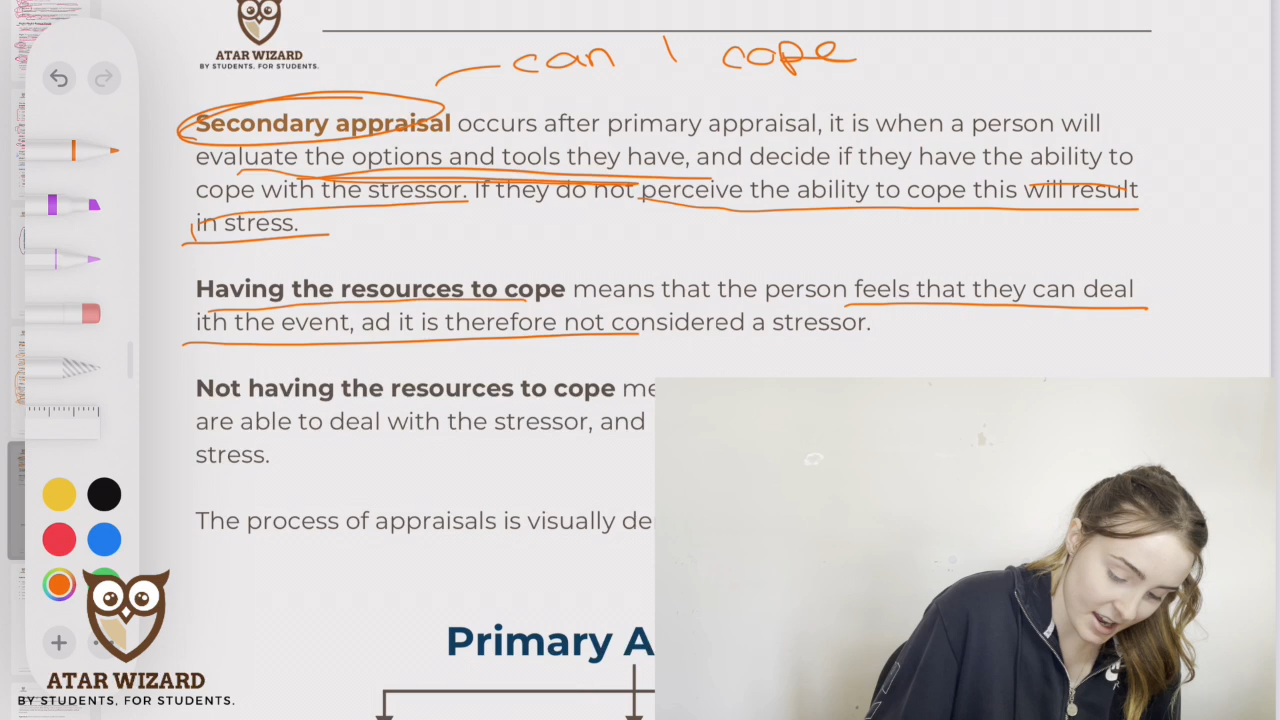 ATAR WIZARD
BY STUDENTS, FOR STUDENTS.
can I cope
Secondary appraisal occurs after primary appraisal, it is when a person will
evaluate the options and tools they have, and decide if they have the ability to
cope with the stressor. If they do not perceive the ability to cope this will result
in stress.
Having the resources to cope means that the person feels that they can deal
ith the event, ad it is therefore not considered a stressor.
Not having the resources to cope me
are able to deal with the stressor, and
stress.
The process of appraisals is visually de
Primary A
ATAR WIZARD
BY STUDENTS, FOR STUDENTS.